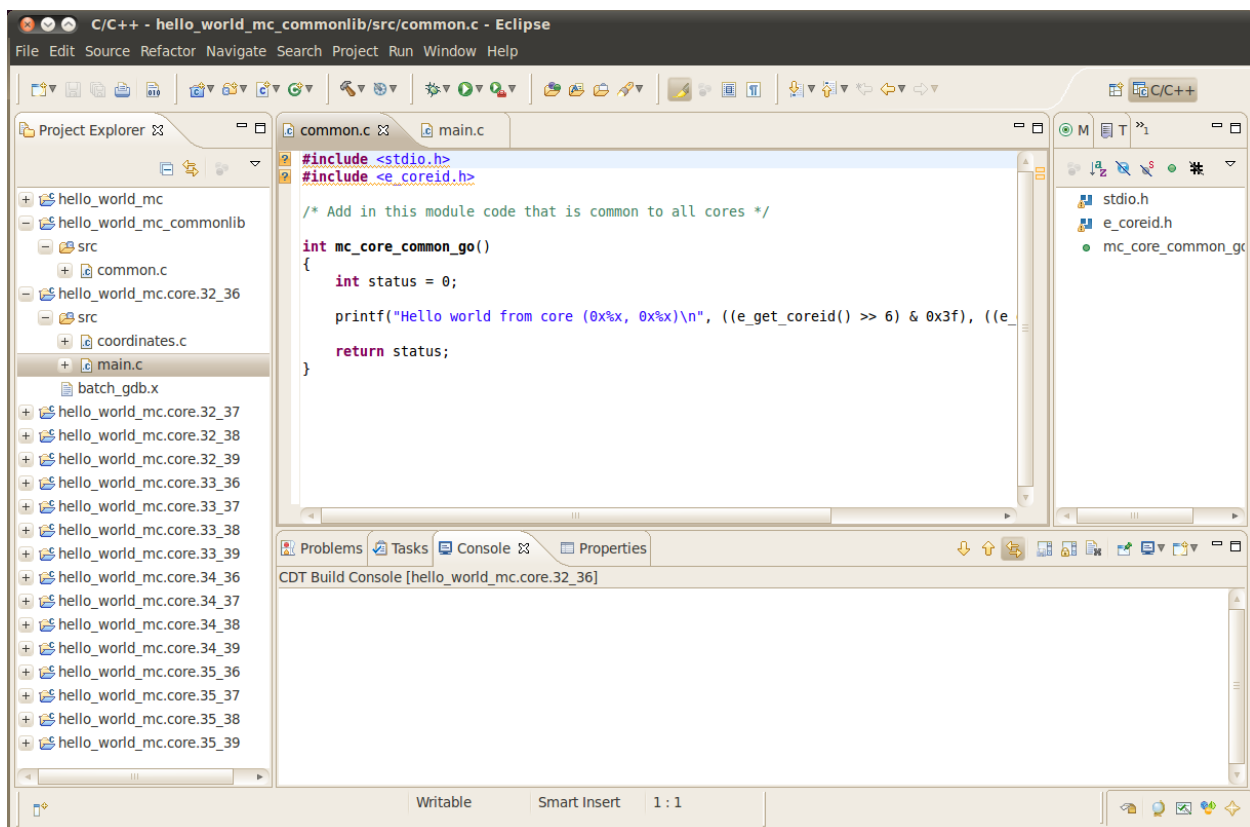 C/C++ - hello_world_mc_commonlib/src/common.c - Eclipse
File Edit Source Refactor Navigate Search Project Run Window Help
C/C++
Project Explorer
hello_world_mc
hello_world_mc_commonlib
src
common.c
hello_world_mc.core.32_36
src
coordinates.c
main.c
batch_gdb.x
hello_world_mc.core.32_37
hello_world_mc.core.32_38
hello_world_mc.core.32_39
hello_world_mc.core.33_36
hello_world_mc.core.33_37
hello_world_mc.core.33_38
hello_world_mc.core.33_39
hello_world_mc.core.34_36
hello_world_mc.core.34_37
hello_world_mc.core.34_38
hello_world_mc.core.34_39
hello_world_mc.core.35_36
hello_world_mc.core.35_37
hello_world_mc.core.35_38
hello_world_mc.core.35_39
common.c main.c
#include <stdio.h>
#include <e_coreid.h>
/* Add in this module code that is common to all cores */
int mc_core_common_go()
{
int status = 0;
printf("Hello world from core (0x%x, 0x%x)\n", ((e_get_coreid() >> 6) & 0x3f), ((e_
return status;
}
M T »1
stdio.h
e_coreid.h
mc_core_common_go
Problems Tasks Console Properties
CDT Build Console [hello_world_mc.core.32_36]
Writable Smart Insert 1 : 1